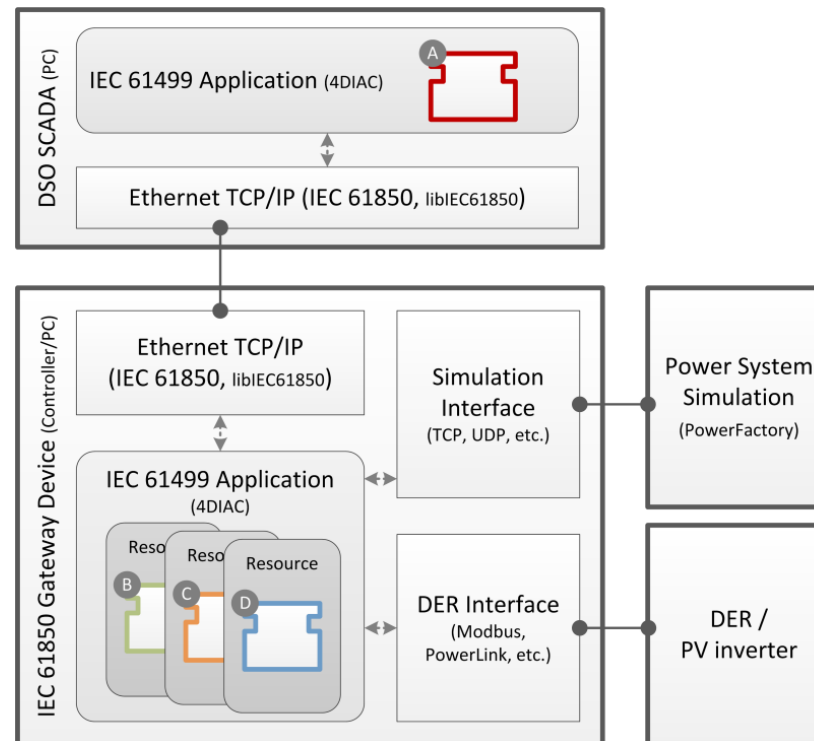 DSO SCADA (PC)
IEC 61499 Application (4DIAC)
A
Ethernet TCP/IP (IEC 61850, libIEC61850)
IEC 61850 Gateway Device (Controller/PC)
Ethernet TCP/IP
(IEC 61850, libIEC61850)
Simulation
Interface
(TCP, UDP, etc.)
Power System
Simulation
(PowerFactory)
IEC 61499 Application
(4DIAC)
Reso
B
Reso
C
Resource
D
DER Interface
(Modbus,
PowerLink, etc.)
DER /
PV inverter